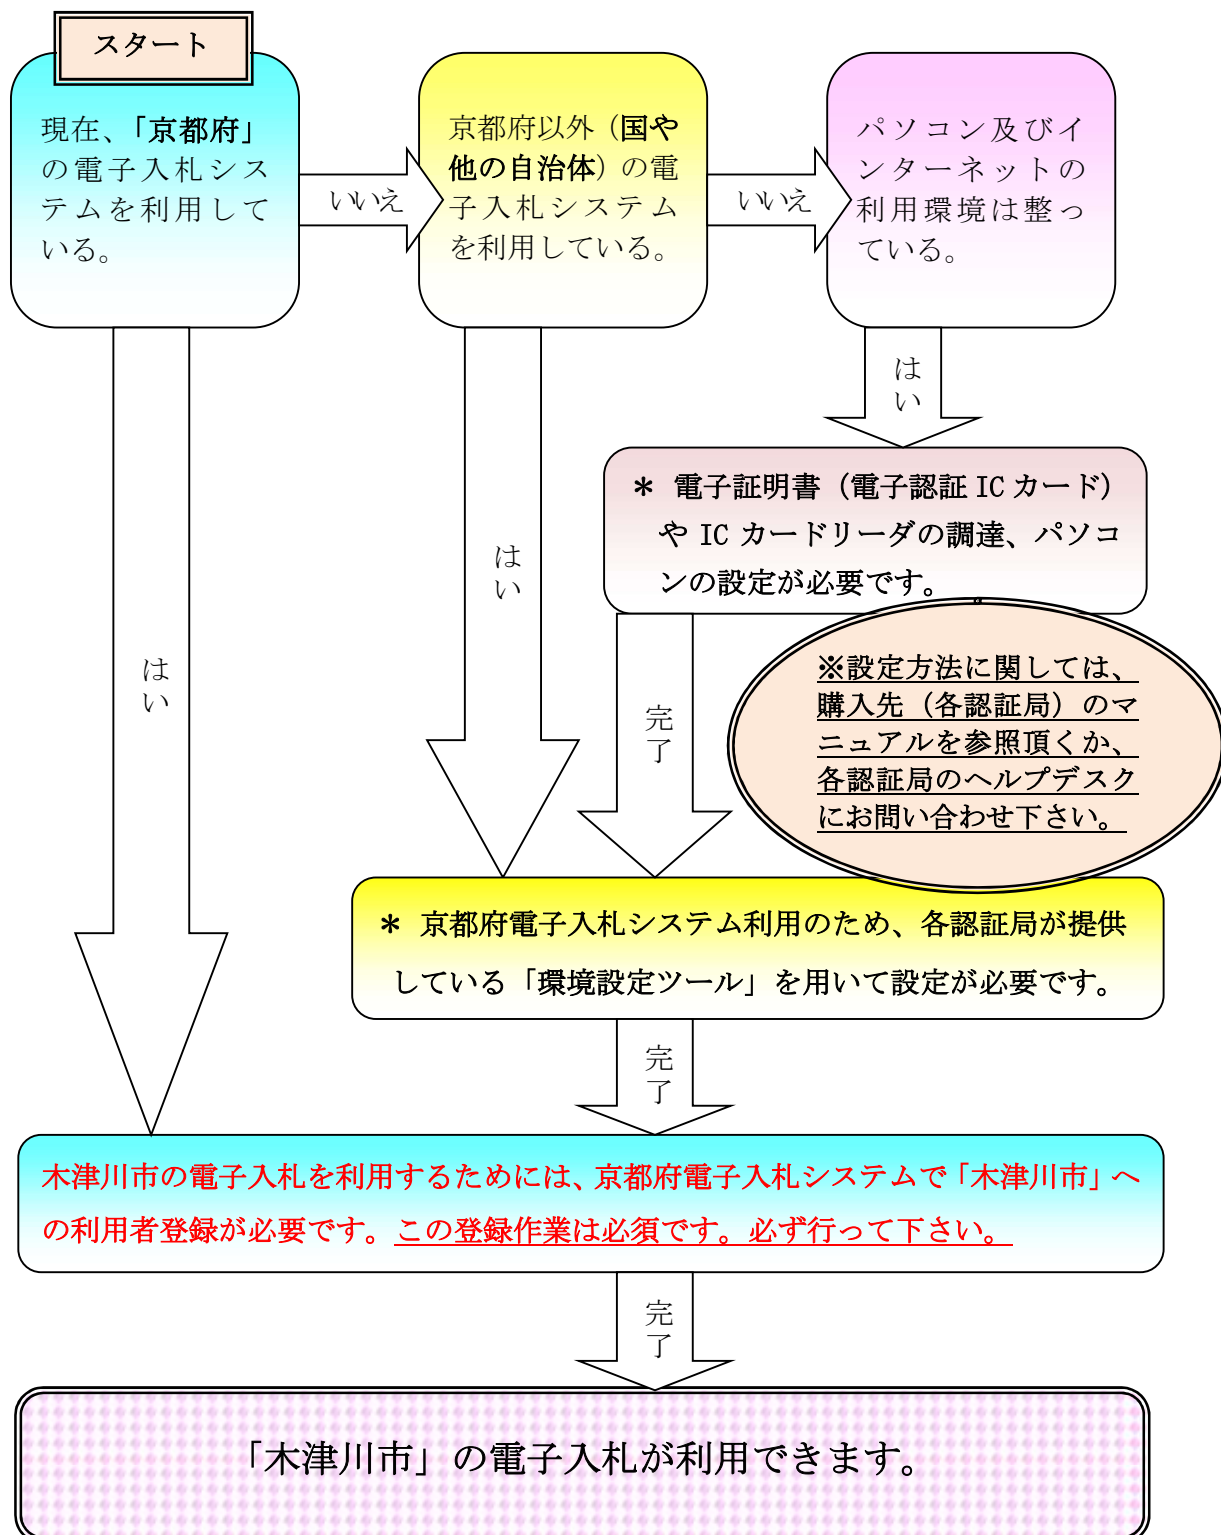 スタート
現在、「京都府」
の電子入札シス
テムを利用して
いる。
いいえ
京都府以外（国や
他の自治体）の電
子入札システム
を利用している。
いいえ
パソコン及びイ
ンターネットの
利用環境は整っ
ている。
はい
＊ 電子証明書（電子認証 IC カード）
や IC カードリーダの調達、パソコ
ンの設定が必要です。
はい
はい
完了
※設定方法に関しては、
購入先（各認証局）のマ
ニュアルを参照頂くか、
各認証局のヘルプデスク
にお問い合わせ下さい。
＊ 京都府電子入札システム利用のため、各認証局が提供
している「環境設定ツール」を用いて設定が必要です。
完了
木津川市の電子入札を利用するためには、京都府電子入札システムで「木津川市」へ
の利用者登録が必要です。この登録作業は必須です。必ず行って下さい。
完了
「木津川市」の電子入札が利用できます。